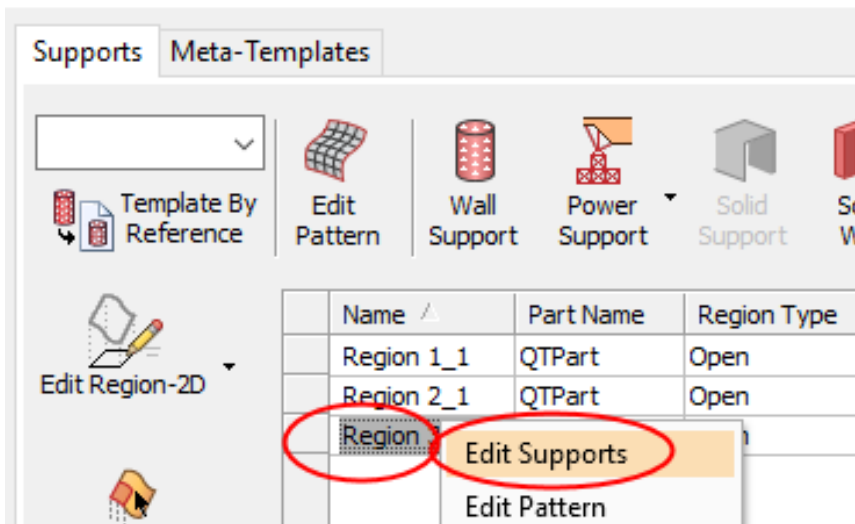 Supports Meta-Templates
Template By
Reference
Edit
Pattern
Wall
Support
Power
Support
Solid
Support
Edit Region-2D
Name Part Name Region Type
Region 1_1 QTPart Open
Region 2_1 QTPart Open
Region
Edit Supports
Edit Pattern